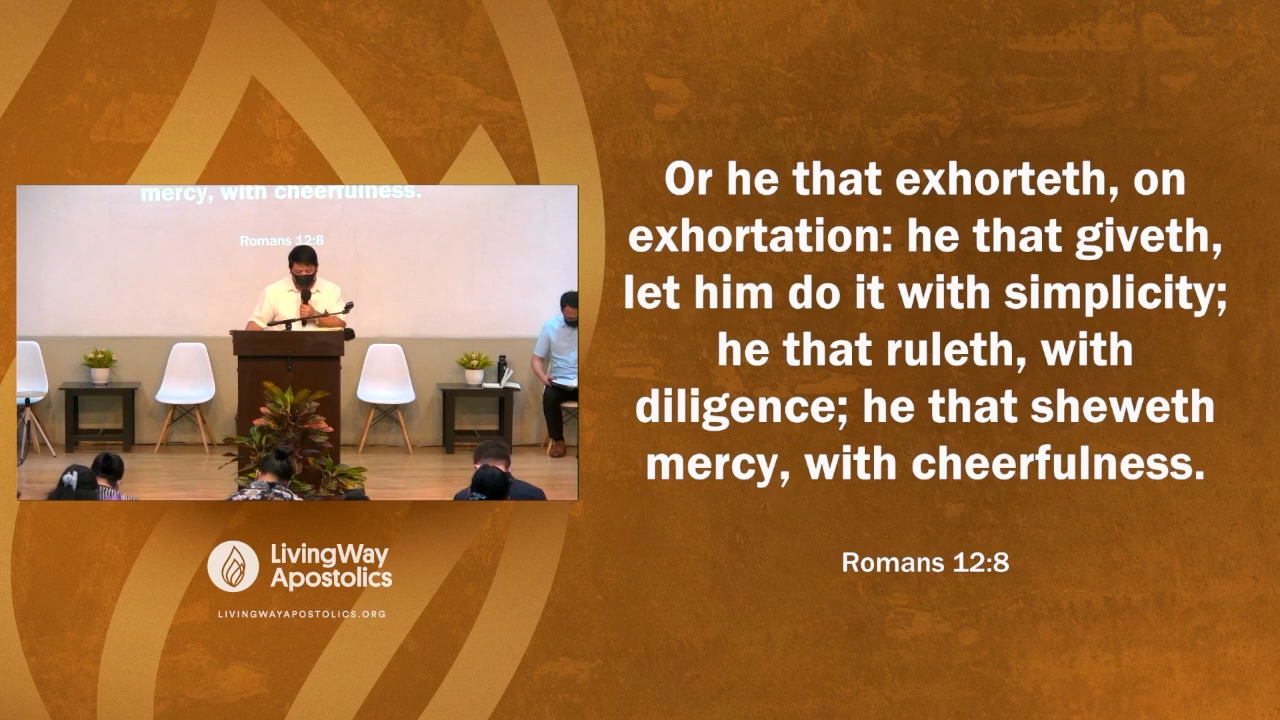 mercy, with cheerfulness.
Romans 12:8
Or he that exhorteth, on
exhortation: he that giveth,
let him do it with simplicity;
he that ruleth, with
diligence; he that sheweth
mercy, with cheerfulness.
Romans 12:8
LivingWay
Apostolics
LIVINGWAYAPOSTOLICS.ORG